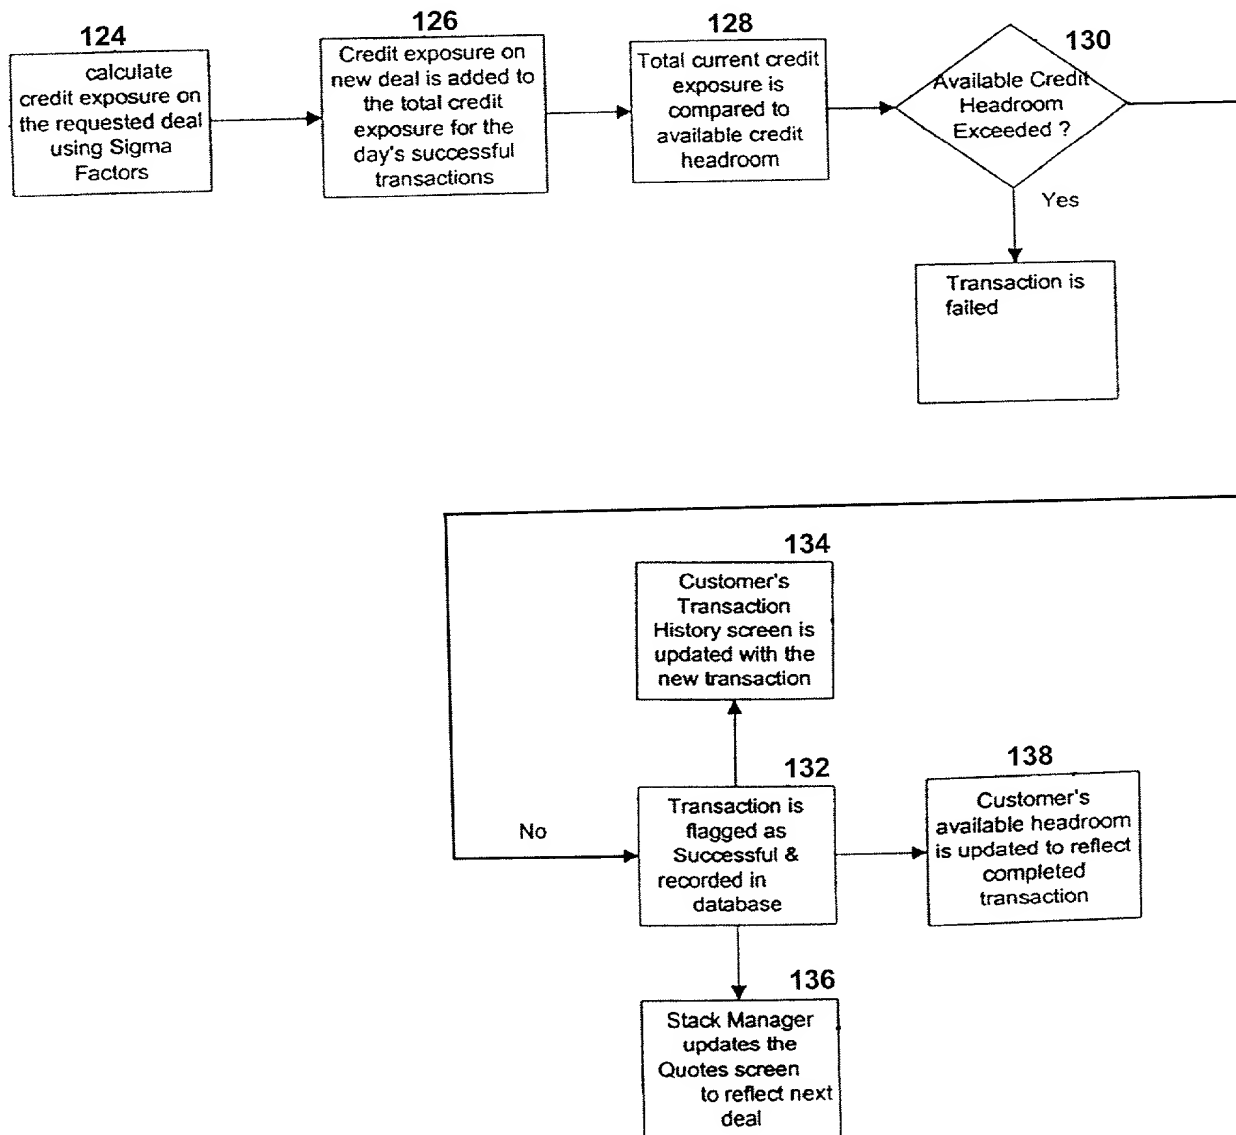 124
calculate
credit exposure on
the requested deal
using Sigma
Factors
126
Credit exposure on
new deal is added to
the total credit
exposure for the
day's successful
transactions
128
Total current credit
exposure is
compared to
available credit
headroom
130
Available Credit
Headroom
Exceeded ?
Yes
Transaction is
failed
134
Customer's
Transaction
History screen is
updated with the
new transaction
No
132
Transaction is
flagged as
Successful &
recorded in
database
138
Customer's
available headroom
is updated to reflect
completed
transaction
136
Stack Manager
updates the
Quotes screen
to reflect next
deal